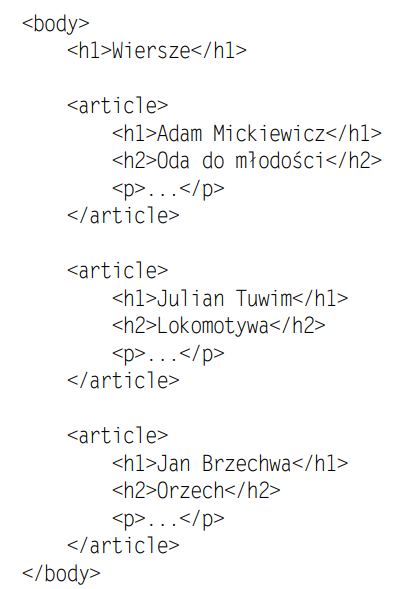 <body>
    <h1>Wiersze</h1>

    <article>
        <h1>Adam Mickiewicz</h1>
        <h2>Oda do młodości</h2>
        <p>...</p>
    </article>

    <article>
        <h1>Julian Tuwim</h1>
        <h2>Lokomotywa</h2>
        <p>...</p>
    </article>

    <article>
        <h1>Jan Brzechwa</h1>
        <h2>Orzech</h2>
        <p>...</p>
    </article>
</body>